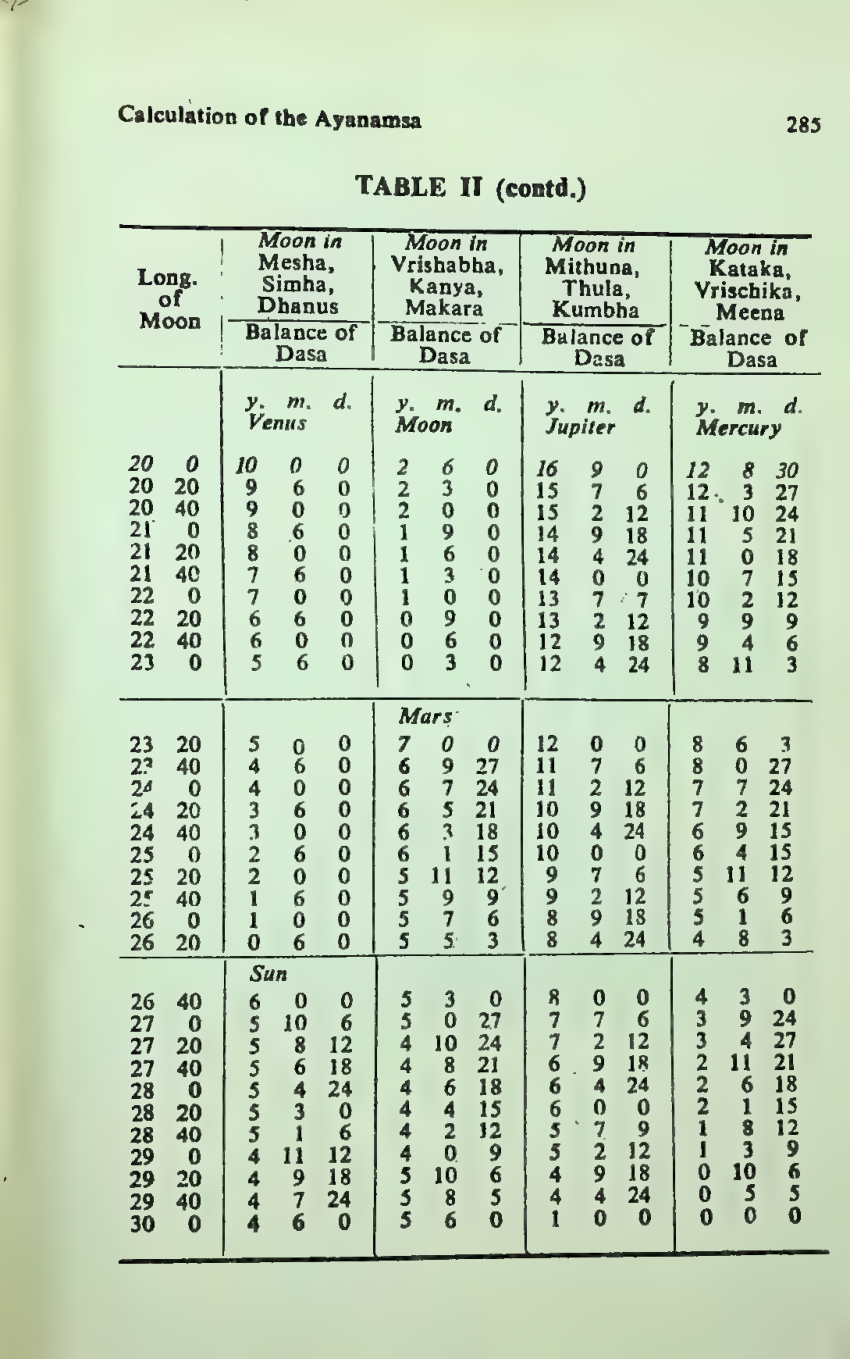 Calculation of the Ayanamsa 285
TABLE II (contd.)
Long. of Moon | Moon in Mesha, Simha, Dhanus | Moon in Vrishabha, Kanya, Makara | Moon in Mithuna, Thula, Kumbha | Moon in Kataka, Vrischika, Meena
Balance of Dasa | Balance of Dasa | Balance of Dasa | Balance of Dasa
y. m. d. | y. m. d. | y. m. d. | y. m. d.
Venus | Moon | Jupiter | Mercury
20 0 | 10 0 0 | 2 6 0 | 16 9 0 | 12 8 30
20 20 | 9 6 0 | 2 3 0 | 15 7 6 | 12 3 27
20 40 | 9 0 0 | 2 0 0 | 15 2 12 | 11 10 24
21 0 | 8 6 0 | 1 9 0 | 14 9 18 | 11 5 21
21 20 | 8 0 0 | 1 6 0 | 14 4 24 | 11 0 18
21 40 | 7 6 0 | 1 3 0 | 14 0 0 | 10 7 15
22 0 | 7 0 0 | 1 0 0 | 13 7 7 | 10 2 12
22 20 | 6 6 0 | 0 9 0 | 13 2 12 | 9 9 9
22 40 | 6 0 0 | 0 6 0 | 12 9 18 | 9 4 6
23 0 | 5 6 0 | 0 3 0 | 12 4 24 | 8 11 3
Mars
23 20 | 5 0 0 | 7 0 0 | 12 0 0 | 8 6 3
23 40 | 4 6 0 | 6 9 27 | 11 7 6 | 8 0 27
24 0 | 4 0 0 | 6 7 24 | 11 2 12 | 7 7 24
24 20 | 3 6 0 | 6 5 21 | 10 9 18 | 7 2 21
24 40 | 3 0 0 | 6 3 18 | 10 4 24 | 6 9 15
25 0 | 2 6 0 | 6 1 15 | 10 0 0 | 6 4 15
25 20 | 2 0 0 | 5 11 12 | 9 7 6 | 5 11 12
25 40 | 1 6 0 | 5 9 9 | 9 2 12 | 5 6 9
26 0 | 1 0 0 | 5 7 6 | 8 9 18 | 5 1 6
26 20 | 0 6 0 | 5 5 3 | 8 4 24 | 4 8 3
Sun
26 40 | 6 0 0 | 5 3 0 | 8 0 0 | 4 3 0
27 0 | 5 10 6 | 5 0 27 | 7 7 6 | 3 9 24
27 20 | 5 8 12 | 4 10 24 | 7 2 12 | 3 4 27
27 40 | 5 6 18 | 4 8 21 | 6 9 18 | 2 11 21
28 0 | 5 4 24 | 4 6 18 | 6 4 24 | 2 6 18
28 20 | 5 3 0 | 4 4 15 | 6 0 0 | 2 1 15
28 40 | 5 1 6 | 4 2 12 | 5 7 9 | 1 8 12
29 0 | 4 11 12 | 4 0 9 | 5 2 12 | 1 3 9
29 20 | 4 9 18 | 5 10 6 | 4 9 18 | 0 10 6
29 40 | 4 7 24 | 5 8 5 | 4 4 24 | 0 5 5
30 0 | 4 6 0 | 5 6 0 | 1 0 0 | 0 0 0